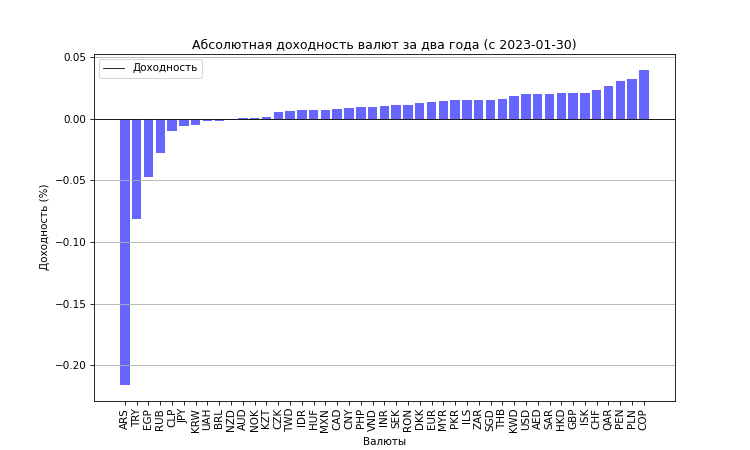 Абсолютная доходность валют за два года (с 2023-01-30)
Доходность
0.05
0.00
−0.05
−0.10
−0.15
−0.20
Доходность (%)
ARS TRY EGP RUB CLP JPY KRW UAH BRL NZD AUD NOK KZT CZK TWD IDR HUF MXN CAD CNY PHP VND INR SEK RON DKK EUR MYR PKR ILS ZAR SGD THB KWD USD AED SAR HKD GBP ISK CHF QAR PEN PLN COP
Валюты